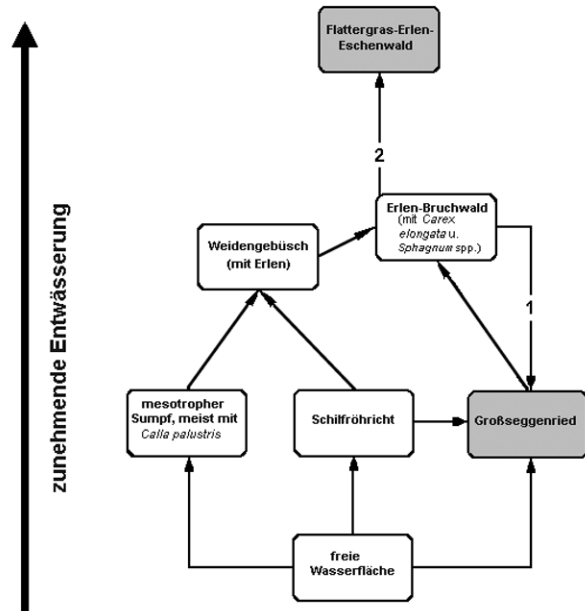 Flattergras-Erlen-
Eschenwald
2
Erlen-Bruchwald
(mit Carex
elongata u.
Sphagnum spp.)
Weidengebüsch
(mit Erlen)
1
zunehmende Entwässerung
mesotropher
Sumpf, meist mit
Calla palustris
Schilfröhricht
Großseggenried
freie
Wasserfläche